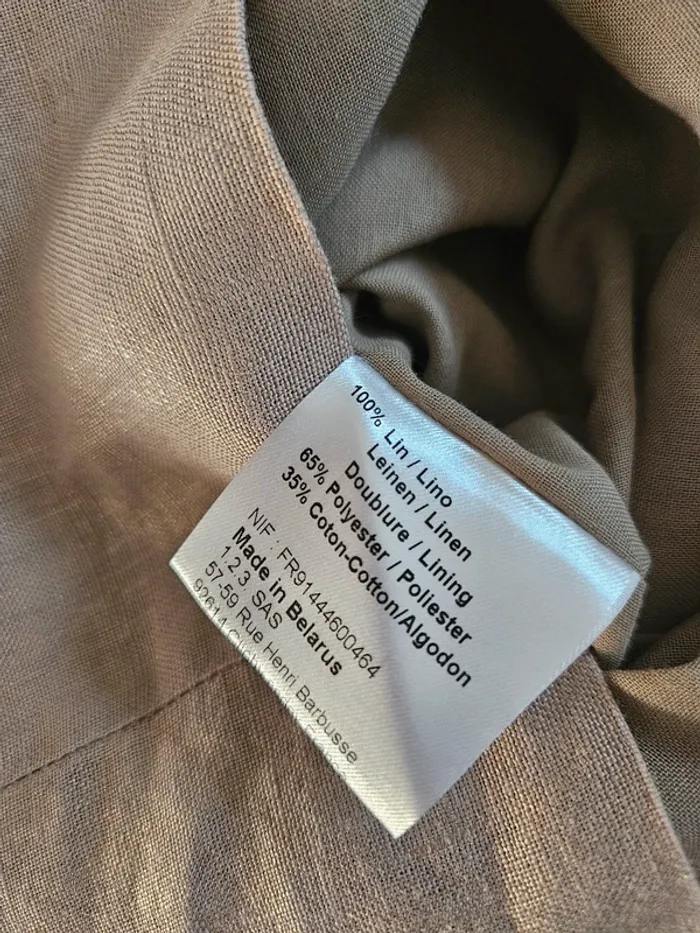 100% Lin / Lino
Leinen / Linen
Doublure / Lining
65% Polyester / Poliester
35% Coton-Cotton/Algodon
NIF : FR91444600464
Made in Belarus
1.2.3 SAS
57-59 Rue Henri Barbusse